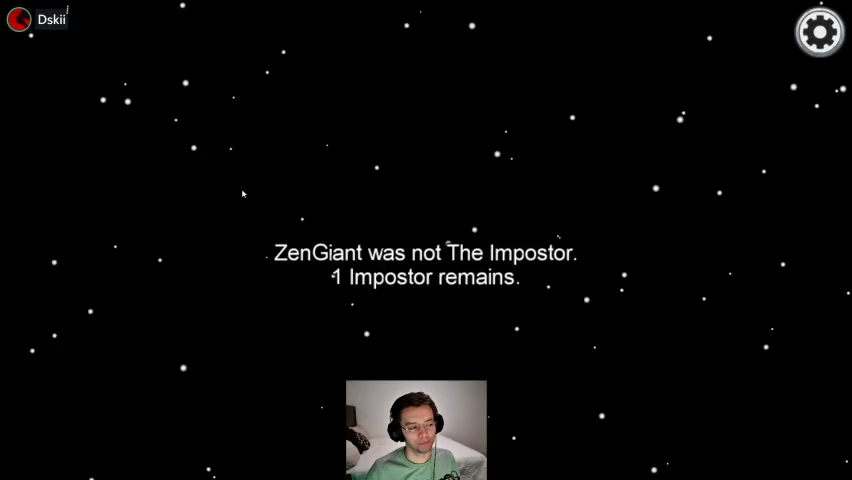 Dskii
ZenGiant was not The Impostor.
1 Impostor remains.